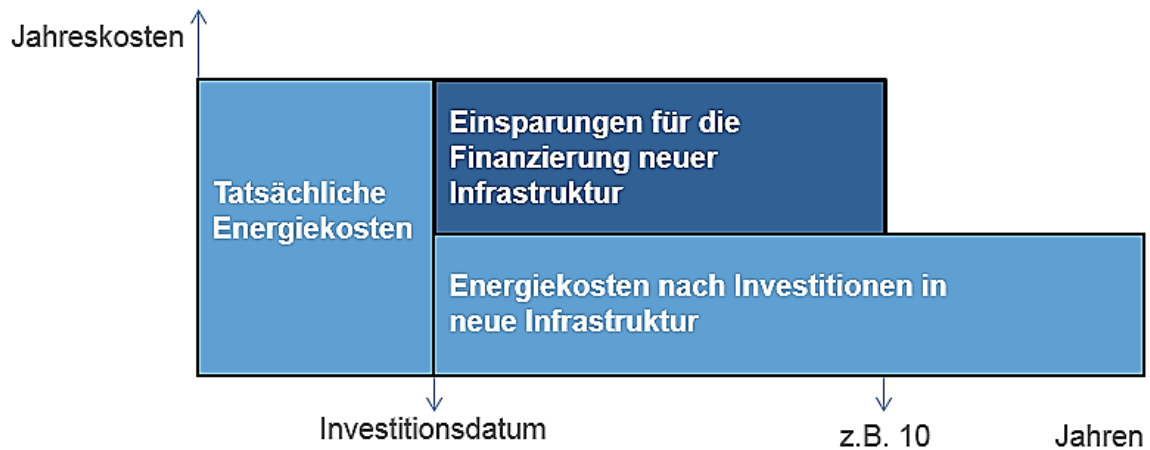 Jahreskosten
Einsparungen für die
Finanzierung neuer
Infrastruktur
Tatsächliche
Energiekosten
Energiekosten nach Investitionen in
neue Infrastruktur
Investitionsdatum
z.B. 10
Jahren